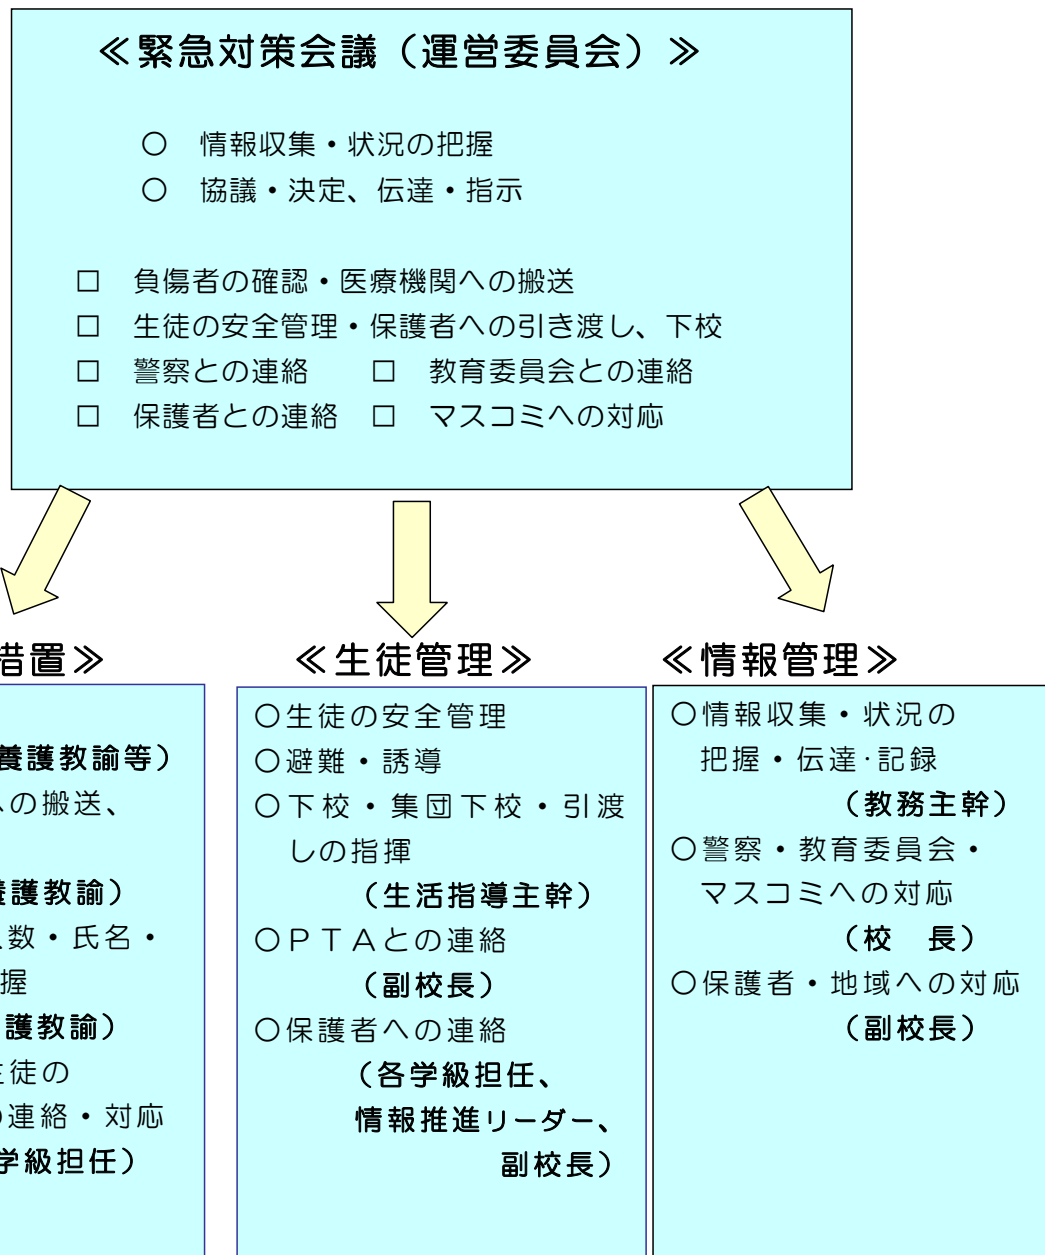 ≪緊急対策会議（運営委員会）≫
○　情報収集・状況の把握
○　協議・決定、伝達・指示
□　負傷者の確認・医療機関への搬送
□　生徒の安全管理・保護者への引き渡し、下校
□　警察との連絡　　□　教育委員会との連絡
□　保護者との連絡　□　マスコミへの対応
措置≫
養護教諭等）
への搬送、
養護教諭）
数・氏名・
握
護教諭）
生徒の
の連絡・対応
学級担任）
≪生徒管理≫
○生徒の安全管理
○避難・誘導
○下校・集団下校・引渡
しの指揮
（生活指導主幹）
○ＰＴＡとの連絡
（副校長）
○保護者への連絡
（各学級担任、
情報推進リーダー、
副校長）
≪情報管理≫
○情報収集・状況の
把握・伝達・記録
（教務主幹）
○警察・教育委員会・
マスコミへの対応
（校　長）
○保護者・地域への対応
（副校長）